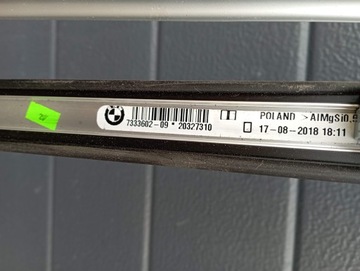 7333602-09 * 20327310
POLAND >AlMgSi0,5
17-08-2018 18:11